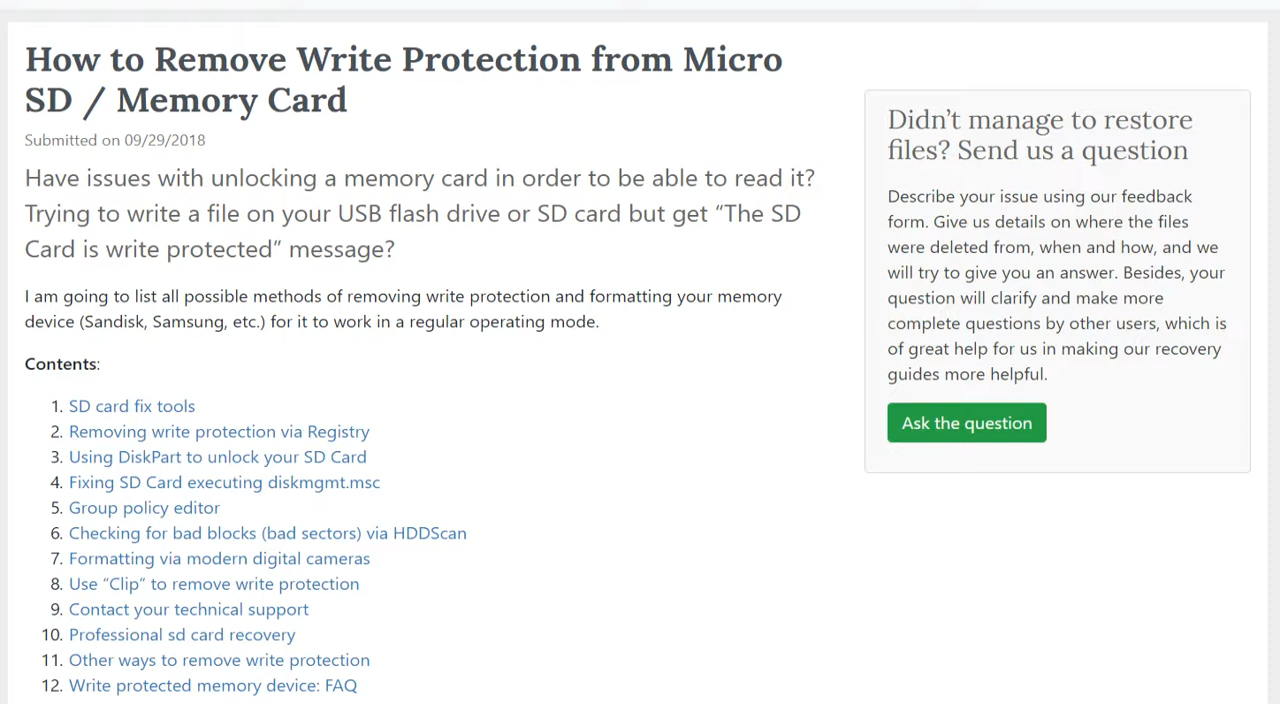 How to Remove Write Protection from Micro
SD / Memory Card
Submitted on 09/29/2018
Have issues with unlocking a memory card in order to be able to read it?
Trying to write a file on your USB flash drive or SD card but get “The SD
Card is write protected” message?
I am going to list all possible methods of removing write protection and formatting your memory
device (Sandisk, Samsung, etc.) for it to work in a regular operating mode.
Contents:
1. SD card fix tools
2. Removing write protection via Registry
3. Using DiskPart to unlock your SD Card
4. Fixing SD Card executing diskmgmt.msc
5. Group policy editor
6. Checking for bad blocks (bad sectors) via HDDScan
7. Formatting via modern digital cameras
8. Use “Clip” to remove write protection
9. Contact your technical support
10. Professional sd card recovery
11. Other ways to remove write protection
12. Write protected memory device: FAQ
Didn’t manage to restore
files? Send us a question
Describe your issue using our feedback
form. Give us details on where the files
were deleted from, when and how, and we
will try to give you an answer. Besides, your
question will clarify and make more
complete questions by other users, which is
of great help for us in making our recovery
guides more helpful.
Ask the question